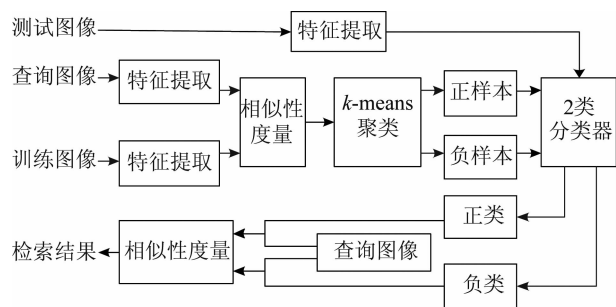 测试图像
特征提取
查询图像
特征提取
相似性
度量
k-means
聚类
正样本
2类
分类器
训练图像
特征提取
负样本
正类
检索结果
相似性度量
查询图像
负类